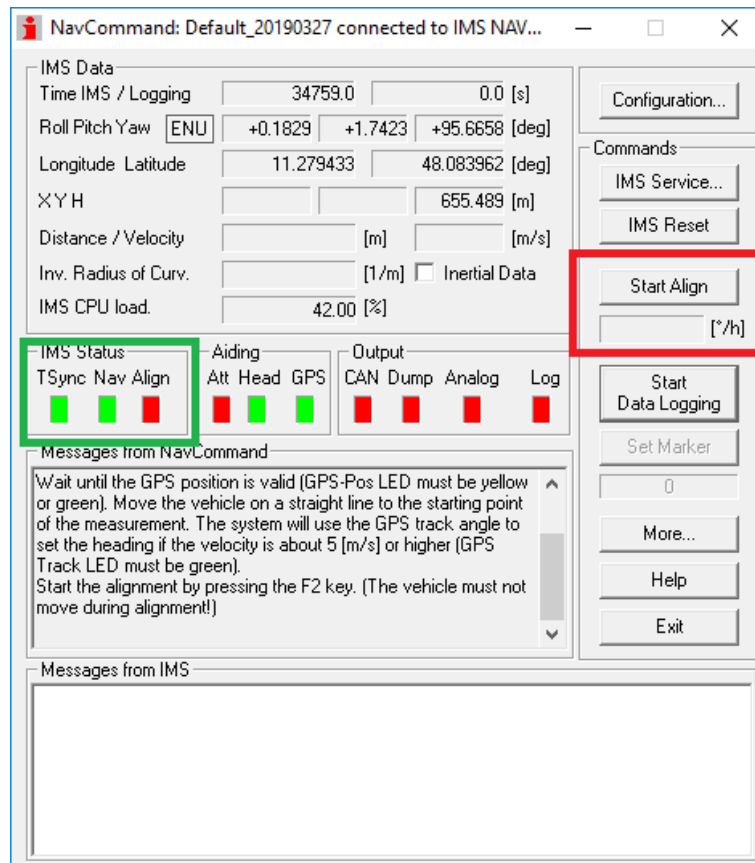 NavCommand: Default_20190327 connected to IMS NAV...
IMS Data
Time IMS / Logging 34759.0 0.0 [s]
Roll Pitch Yaw ENU +0.1829 +1.7423 +95.6658 [deg]
Longitude Latitude 11.279433 48.083962 [deg]
X Y H 655.489 [m]
Distance / Velocity [m] [m/s]
Inv. Radius of Curv. [1/m] Inertial Data
IMS CPU load. 42.00 [%]
Configuration...
Commands
IMS Service...
IMS Reset
Start Align
[°/h]
IMS Status
TSync Nav Align
Aiding
Att Head GPS
Output
CAN Dump Analog Log
Start
Data Logging
Set Marker
0
More...
Help
Exit
Messages from NavCommand
Wait until the GPS position is valid (GPS-Pos LED must be yellow
or green). Move the vehicle on a straight line to the starting point
of the measurement. The system will use the GPS track angle to
set the heading if the velocity is about 5 [m/s] or higher (GPS
Track LED must be green).
Start the alignment by pressing the F2 key. (The vehicle must not
move during alignment!)
Messages from IMS